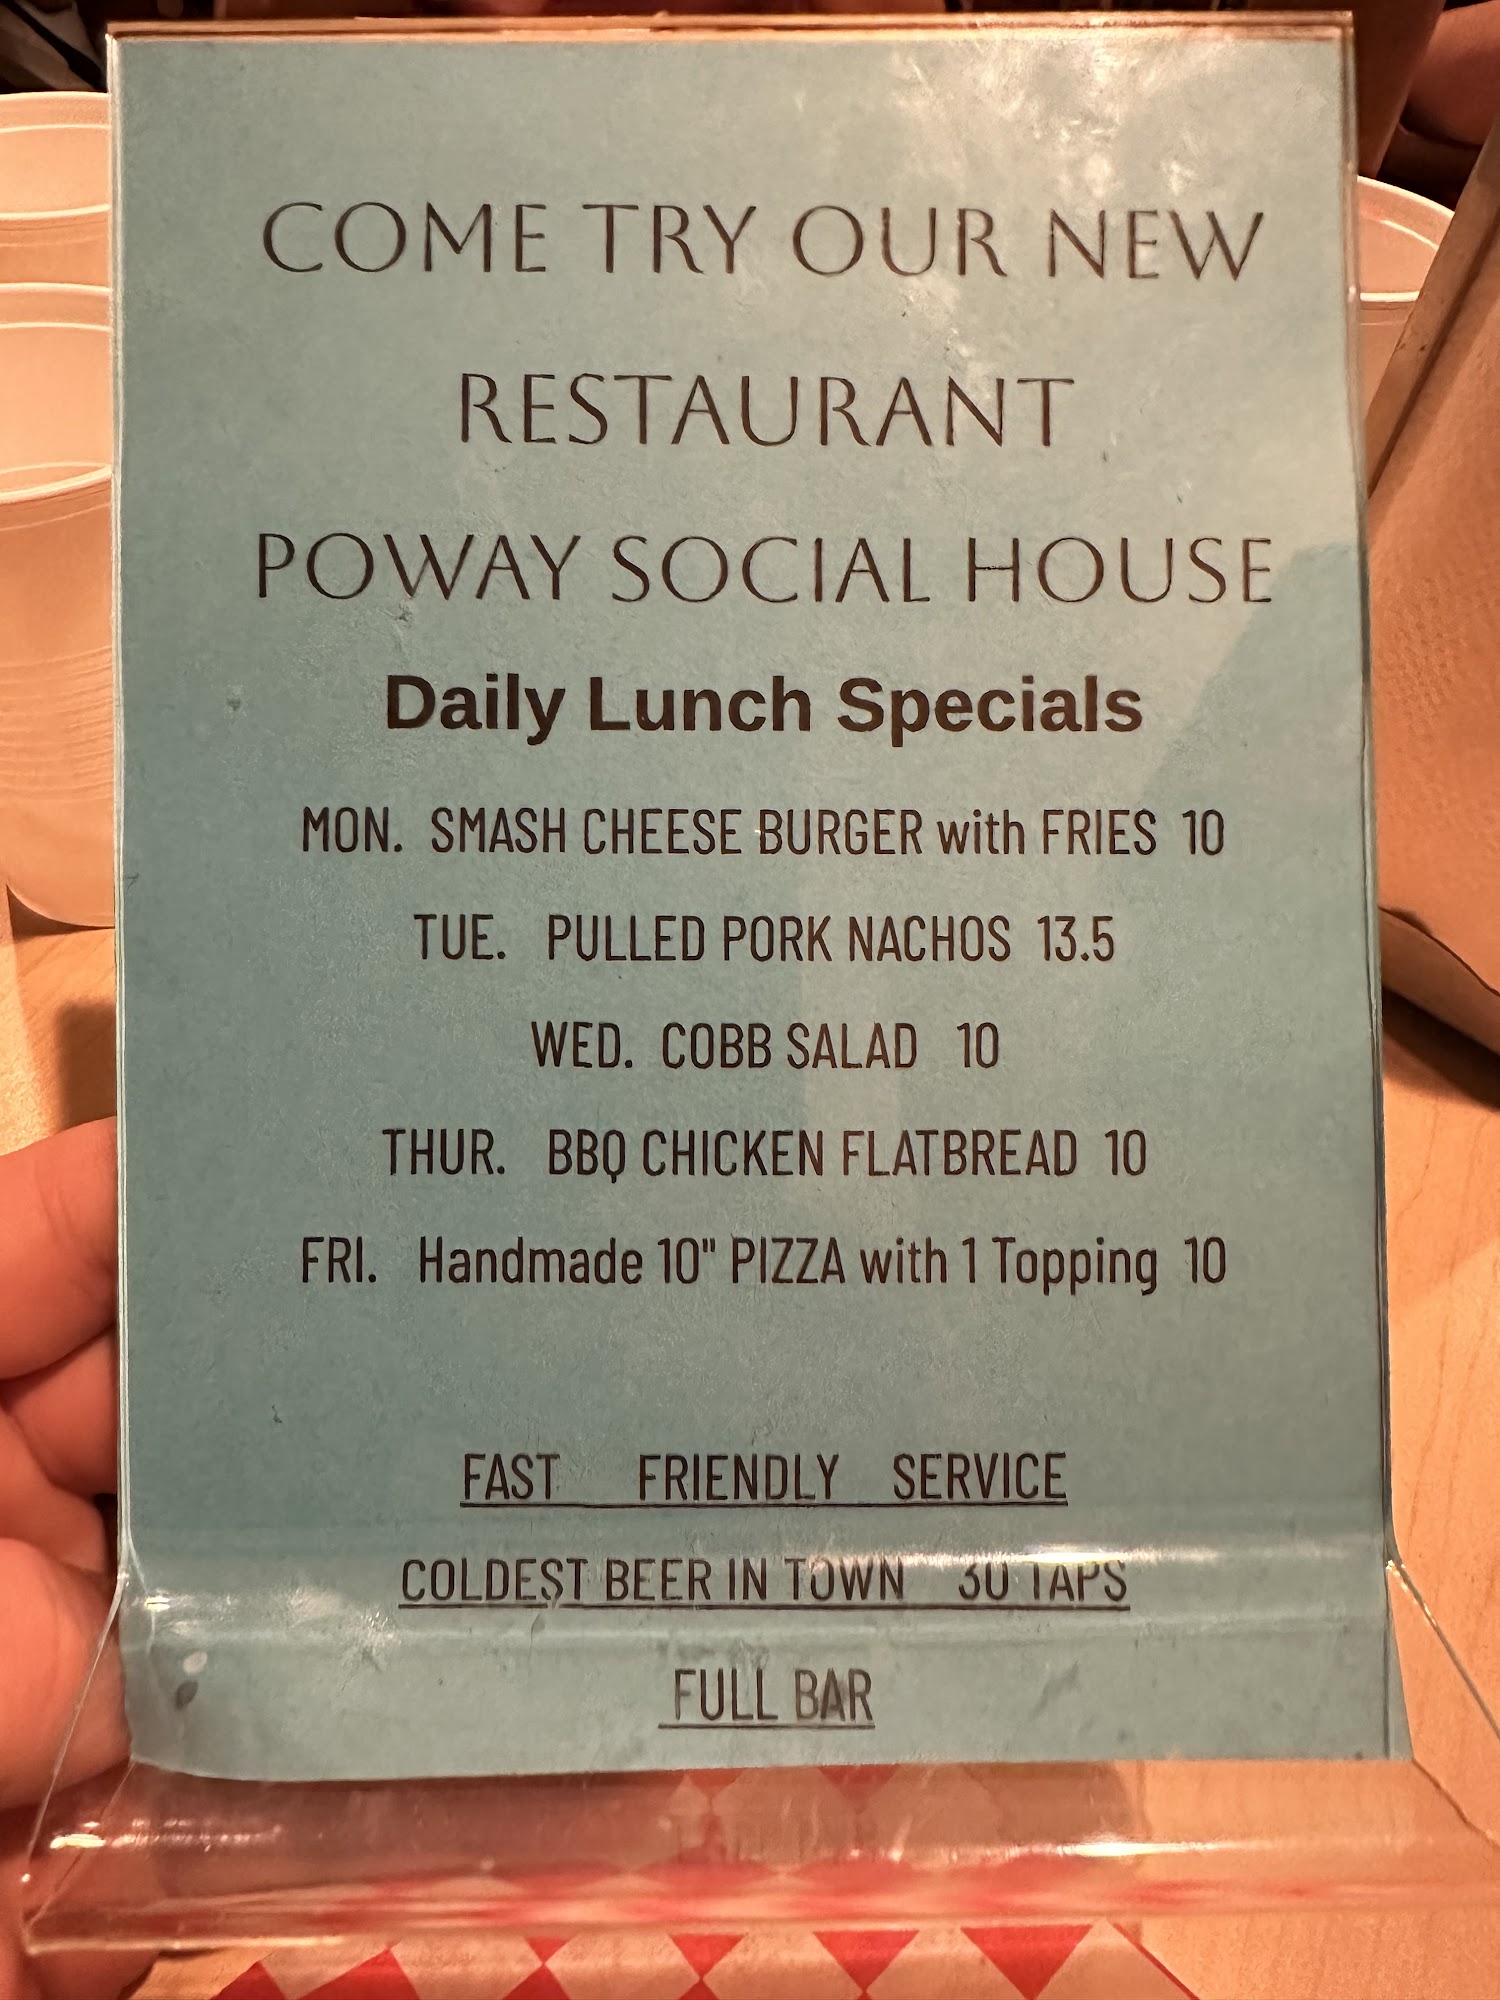 COME TRY OUR NEW
RESTAURANT
POWAY SOCIAL HOUSE
Daily Lunch Specials
MON. SMASH CHEESE BURGER with FRIES 10
TUE. PULLED PORK NACHOS 13.5
WED. COBB SALAD 10
THUR. BBQ CHICKEN FLATBREAD 10
FRI. Handmade 10" PIZZA with 1 Topping 10
FAST FRIENDLY SERVICE
COLDEST BEER IN TOWN 30 TAPS
FULL BAR